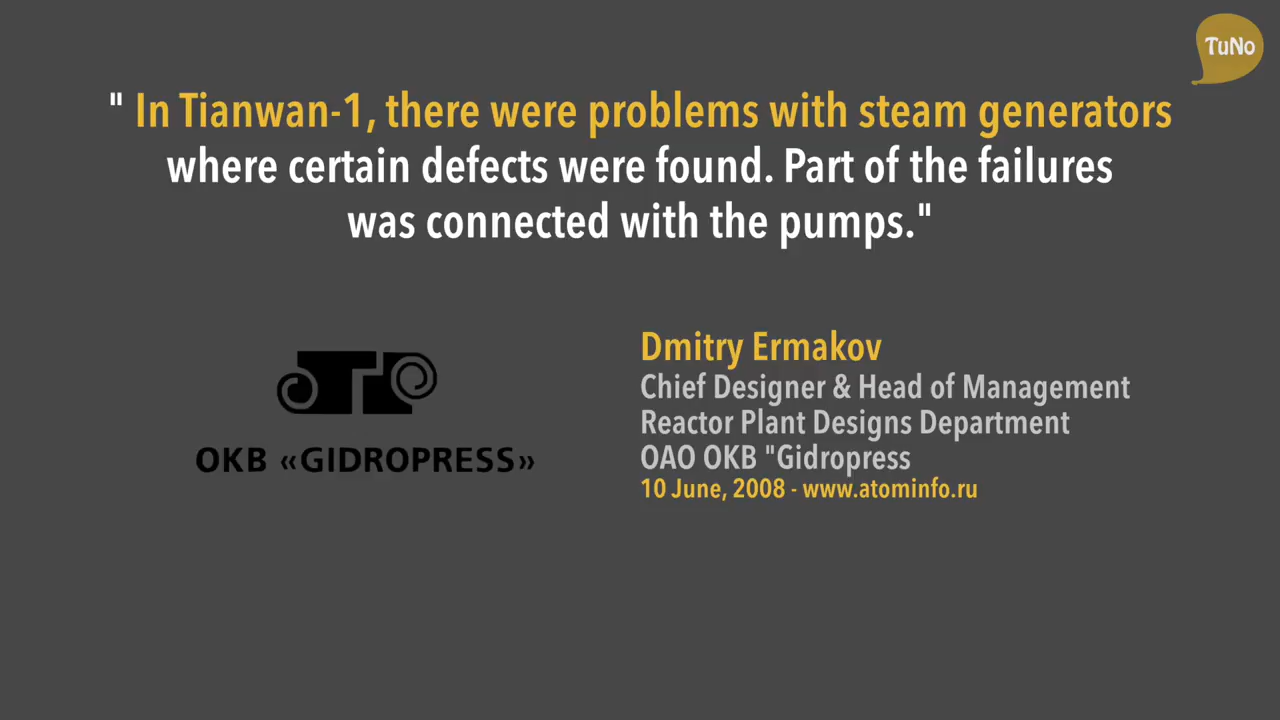 TuNo
" In Tianwan-1, there were problems with steam generators
where certain defects were found. Part of the failures
was connected with the pumps."
OKB «GIDROPRESS»
Dmitry Ermakov
Chief Designer & Head of Management
Reactor Plant Designs Department
OAO OKB "Gidropress
10 June, 2008 - www.atominfo.ru